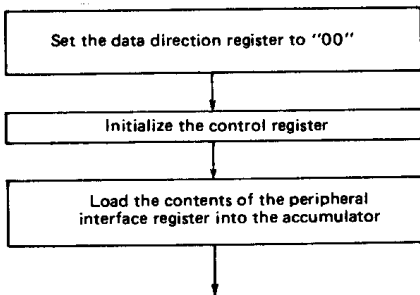 Set the data direction register to "00"
Initialize the control register
Load the contents of the peripheral
interface register into the accumulator